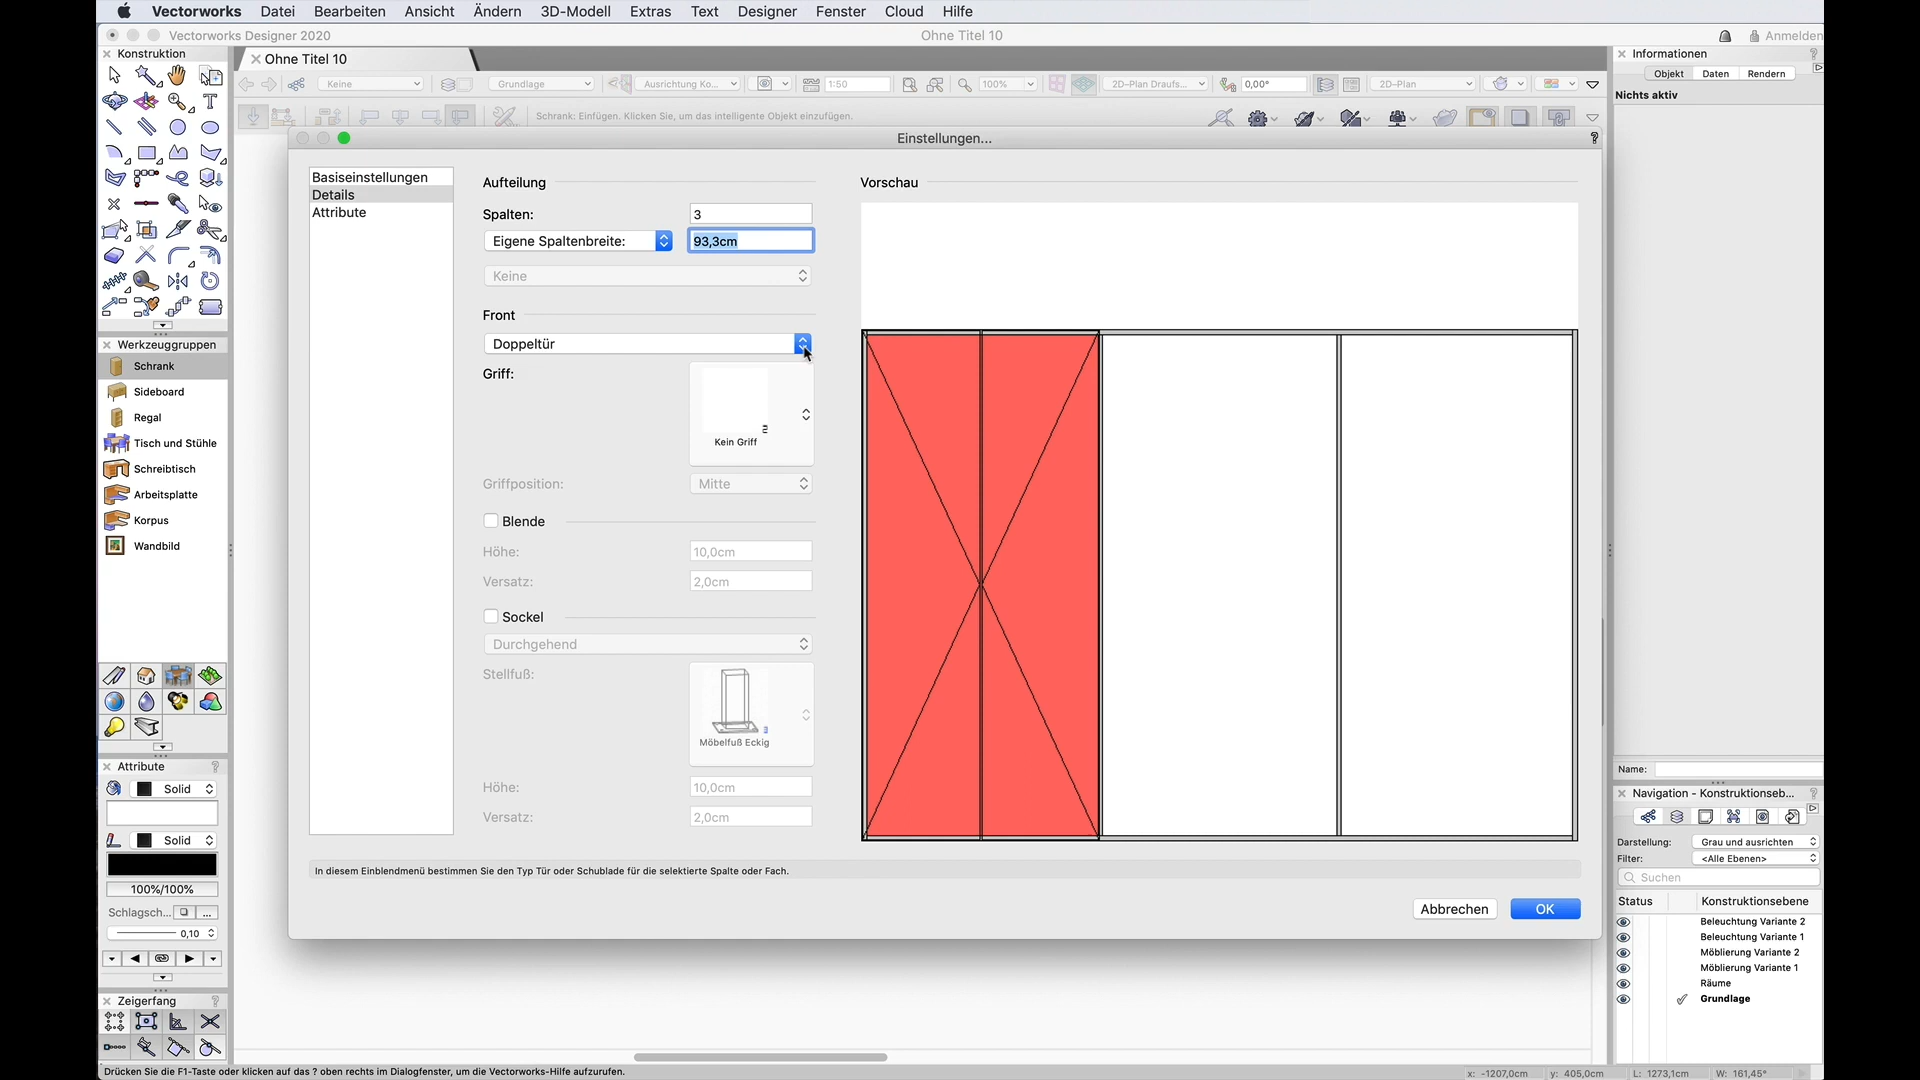 Vectorworks Datei Bearbeiten Ansicht Ändern 3D-Modell Extras Text Designer Fenster Cloud Hilfe
Vectorworks Designer 2020
Ohne Titel 10
Anmelden
Konstruktion
Ohne Titel 10
Informationen
?
Keine
Grundlage
Ausrichtung Ko...
1:50
100%
2D-Plan Draufs...
0,00°
2D-Plan
Objekt Daten Rendern
Nichts aktiv
Schrank: Einfügen. Klicken Sie, um das intelligente Objekt einzufügen.
Einstellungen...
?
Basiseinstellungen
Details
Attribute
Aufteilung
Spalten:
3
Eigene Spaltenbreite:
93,3cm
Keine
Front
Doppeltür
Griff:
Kein Griff
Griffposition:
Mitte
Blende
Höhe:
10,0cm
Versatz:
2,0cm
Sockel
Durchgehend
Stellfuß:
Möbelfuß Eckig
Höhe:
10,0cm
Versatz:
2,0cm
Vorschau
In diesem Einblendmenü bestimmen Sie den Typ Tür oder Schublade für die selektierte Spalte oder Fach.
Abbrechen
OK
Werkzeuggruppen
Schrank
Sideboard
Regal
Tisch und Stühle
Schreibtisch
Arbeitsplatte
Korpus
Wandbild
Attribute
?
Solid
Solid
100%/100%
Schlagsch...
...
0,10
Zeigerfang
?
Name:
Navigation - Konstruktionseb...
?
Darstellung:
Grau und ausrichten
Filter:
<Alle Ebenen>
Suchen
Status
Konstruktionsebene
Beleuchtung Variante 2
Beleuchtung Variante 1
Möblierung Variante 2
Möblierung Variante 1
Räume
Grundlage
Drücken Sie die F1-Taste oder klicken auf das ? oben rechts im Dialogfenster, um die Vectorworks-Hilfe aufzurufen.
x: -1207,0cm y: 405,0cm L: 1273,1cm W: 161,45°